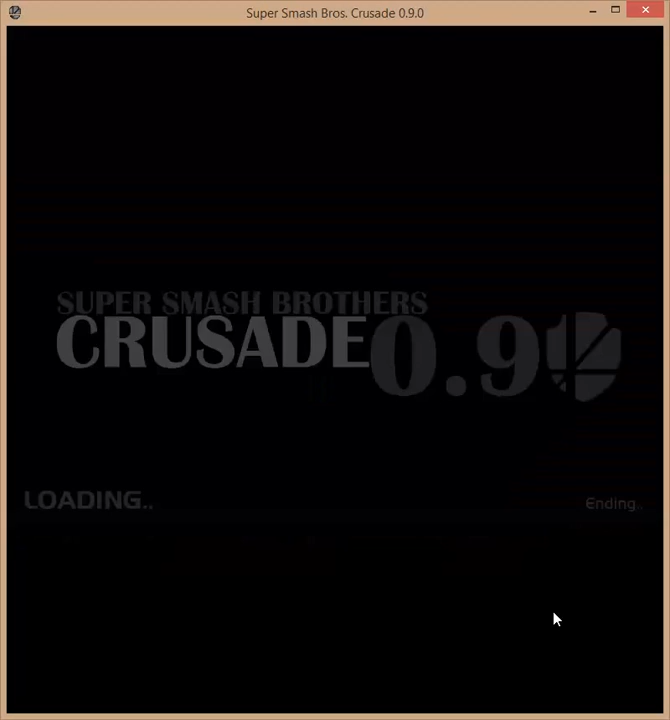 Super Smash Bros. Crusade 0.9.0
SUPER SMASH BROTHERS
CRUSADE 0.9
LOADING..
Ending..